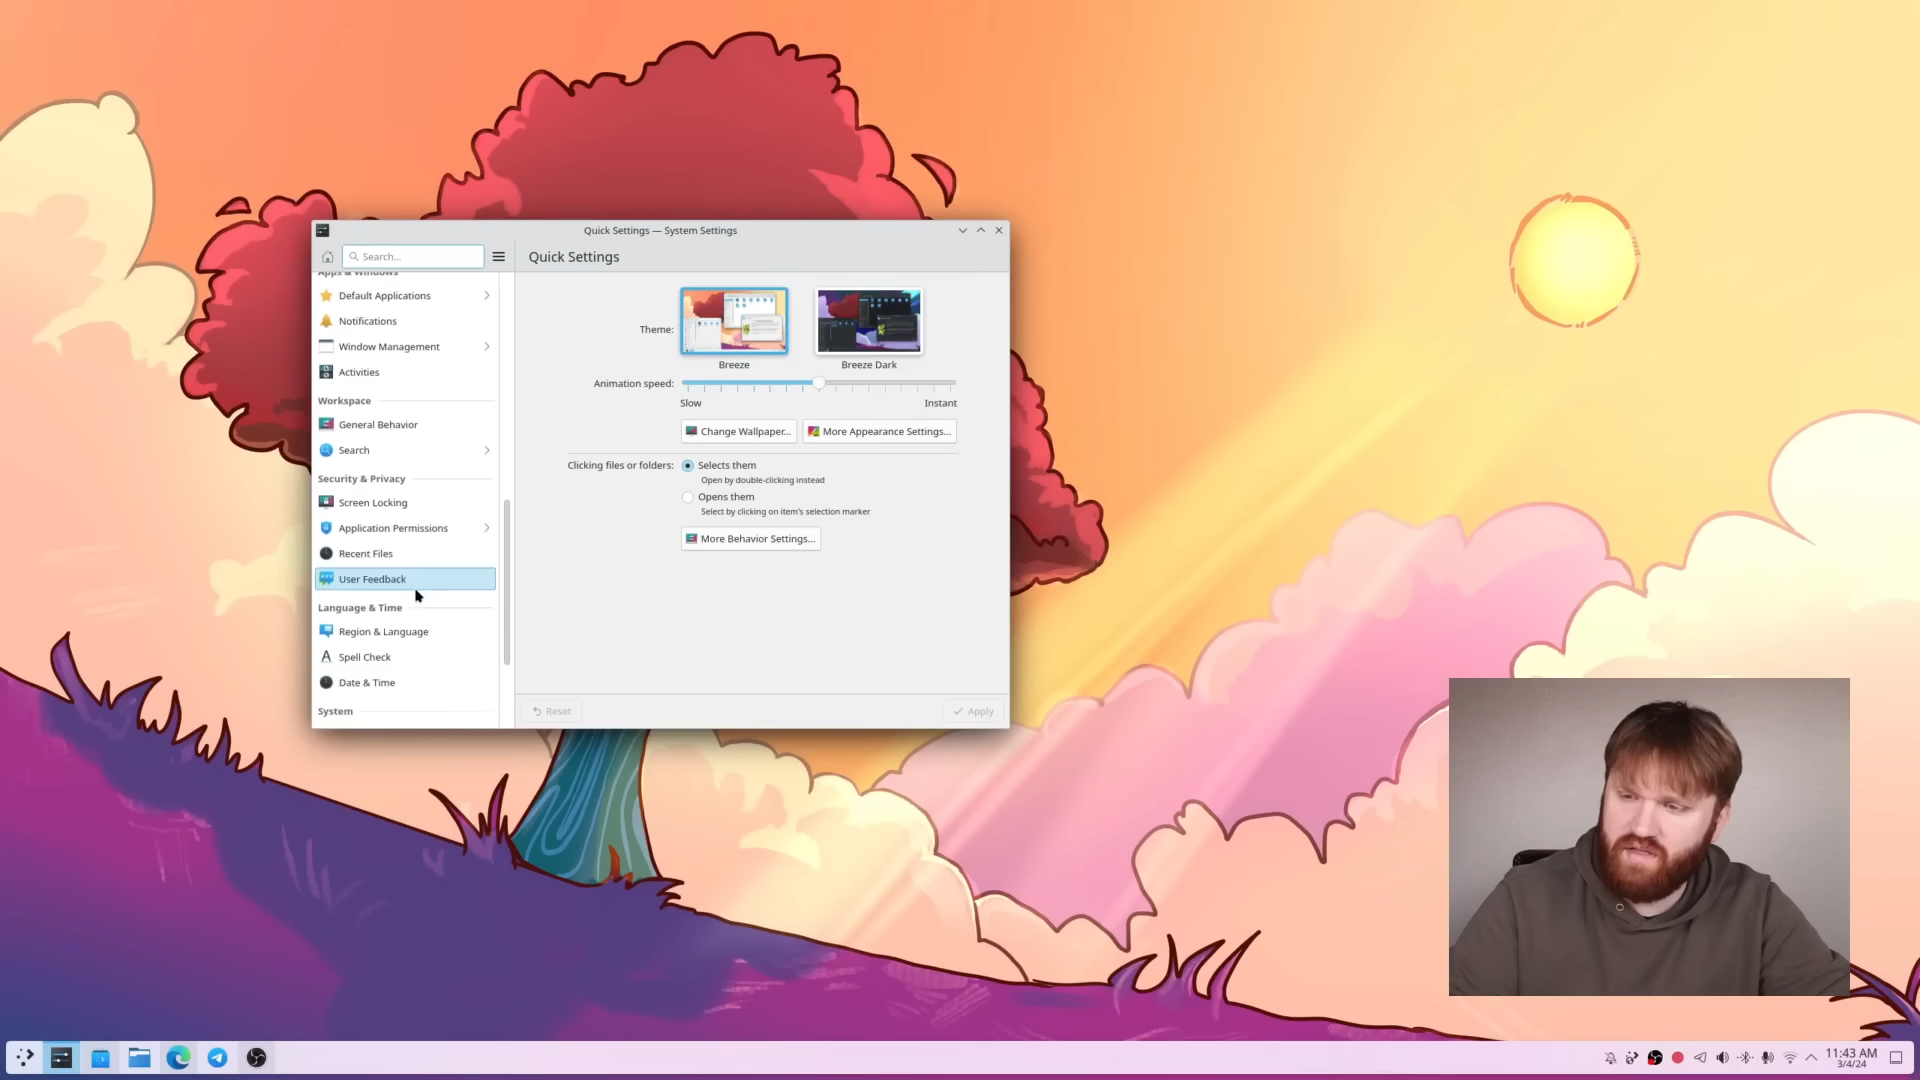 Quick Settings — System Settings
Search...
Quick Settings
Apps & Windows
Default Applications
Notifications
Window Management
Activities
Workspace
General Behavior
Search
Security & Privacy
Screen Locking
Application Permissions
Recent Files
User Feedback
Language & Time
Region & Language
A Spell Check
Date & Time
System
Theme:
Breeze
Breeze Dark
Animation speed:
Slow
Instant
Change Wallpaper...
More Appearance Settings...
Clicking files or folders:
Selects them
Open by double-clicking instead
Opens them
Select by clicking on item's selection marker
More Behavior Settings...
Reset
Apply
11:43 AM
3/4/24